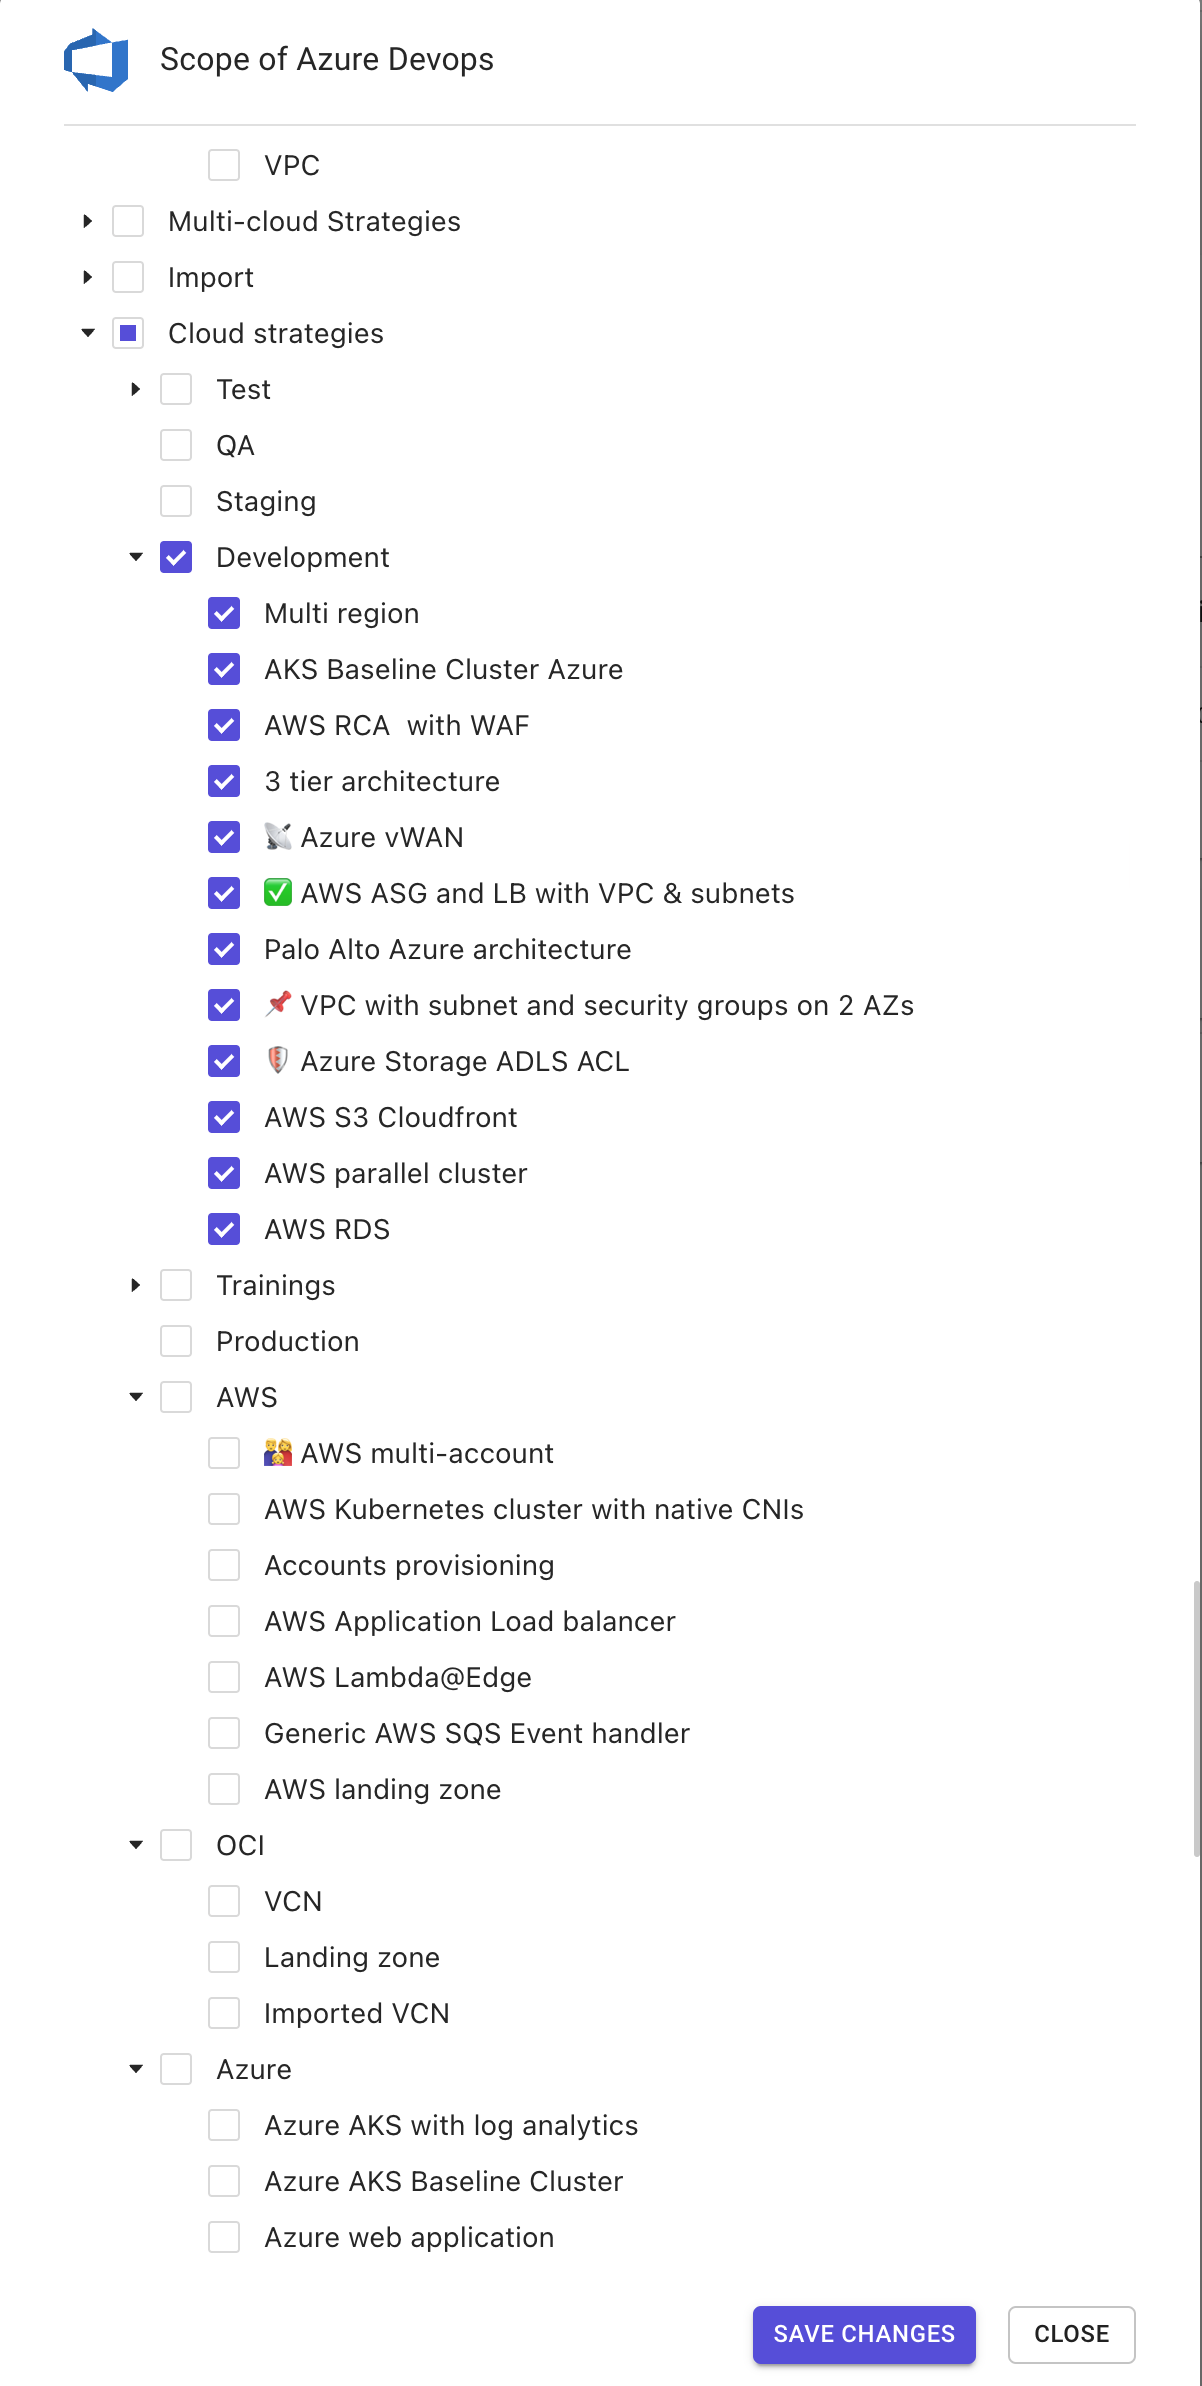 Scope of Azure Devops
VPC
Multi-cloud Strategies
Import
Cloud strategies
Test
QA
Staging
Development
Multi region
AKS Baseline Cluster Azure
AWS RCA  with WAF
3 tier architecture
📡 Azure vWAN
✅ AWS ASG and LB with VPC & subnets
Palo Alto Azure architecture
📌 VPC with subnet and security groups on 2 AZs
🛡️ Azure Storage ADLS ACL
AWS S3 Cloudfront
AWS parallel cluster
AWS RDS
Trainings
Production
AWS
👨‍👩‍👧 AWS multi-account
AWS Kubernetes cluster with native CNIs
Accounts provisioning
AWS Application Load balancer
AWS Lambda@Edge
Generic AWS SQS Event handler
AWS landing zone
OCI
VCN
Landing zone
Imported VCN
Azure
Azure AKS with log analytics
Azure AKS Baseline Cluster
Azure web application
SAVE CHANGES CLOSE